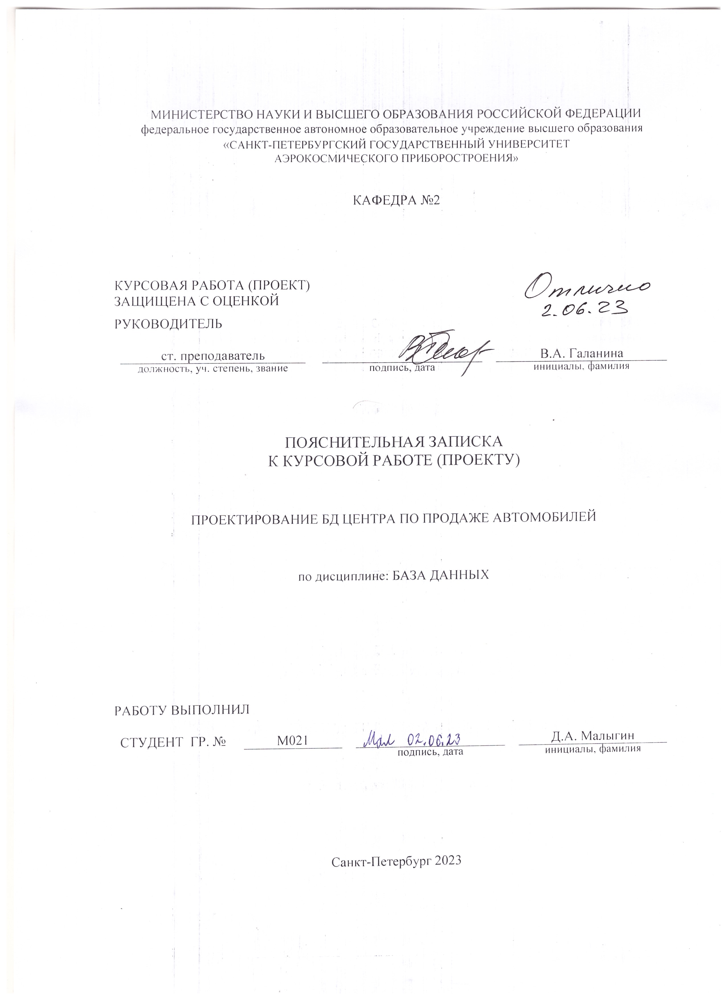 МИНИСТЕРСТВО НАУКИ И ВЫСШЕГО ОБРАЗОВАНИЯ РОССИЙСКОЙ ФЕДЕРАЦИИ
федеральное государственное автономное образовательное учреждение высшего образования
«САНКТ-ПЕТЕРБУРГСКИЙ ГОСУДАРСТВЕННЫЙ УНИВЕРСИТЕТ
АЭРОКОСМИЧЕСКОГО ПРИБОРОСТРОЕНИЯ»
КАФЕДРА №2
КУРСОВАЯ РАБОТА (ПРОЕКТ)
ЗАЩИЩЕНА С ОЦЕНКОЙ
Отлично
2.06.23
РУКОВОДИТЕЛЬ
ст. преподаватель В.А. Галанина
должность, уч. степень, звание подпись, дата инициалы, фамилия
ПОЯСНИТЕЛЬНАЯ ЗАПИСКА
К КУРСОВОЙ РАБОТЕ (ПРОЕКТУ)
ПРОЕКТИРОВАНИЕ БД ЦЕНТРА ПО ПРОДАЖЕ АВТОМОБИЛЕЙ
по дисциплине: БАЗА ДАННЫХ
РАБОТУ ВЫПОЛНИЛ
СТУДЕНТ ГР. № М021 Мал 02.06.23 Д.А. Малыгин
подпись, дата инициалы, фамилия
Санкт-Петербург 2023